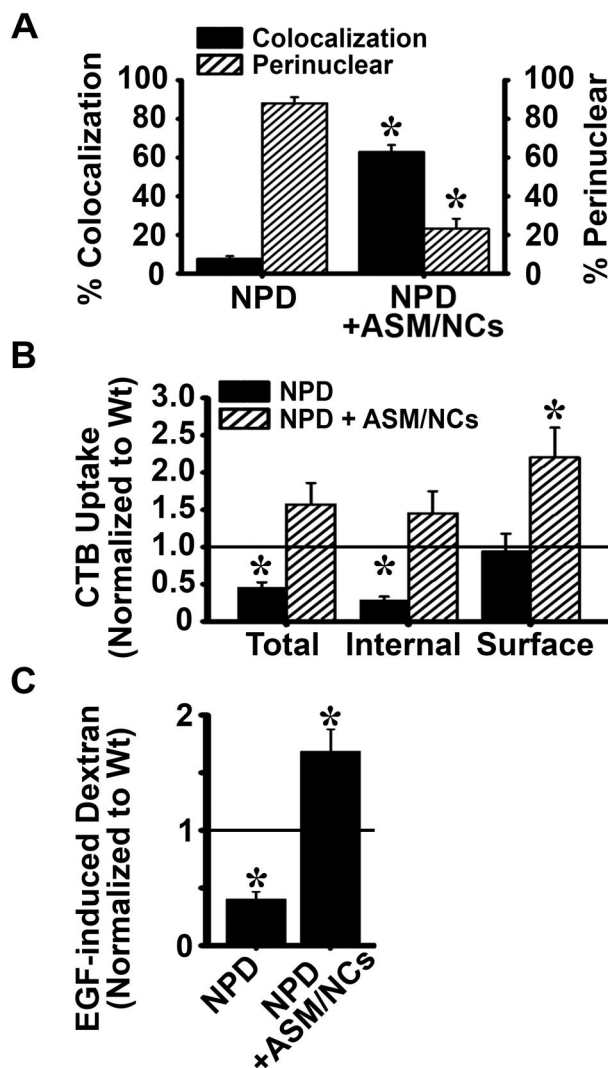 A
Colocalization
Perinuclear
% Colocalization
100
80
60
40
20
0
*
*
100
80
60
40
20
0
% Perinuclear
NPD
NPD
+ASM/NCs
B
NPD
NPD + ASM/NCs
CTB Uptake
(Normalized to Wt)
3.0
2.5
2.0
1.5
1.0
0.5
0
*
*
*
Total
Internal
Surface
C
EGF-induced Dextran
(Normalized to Wt)
2
1
0
*
*
NPD
NPD
+ASM/NCs